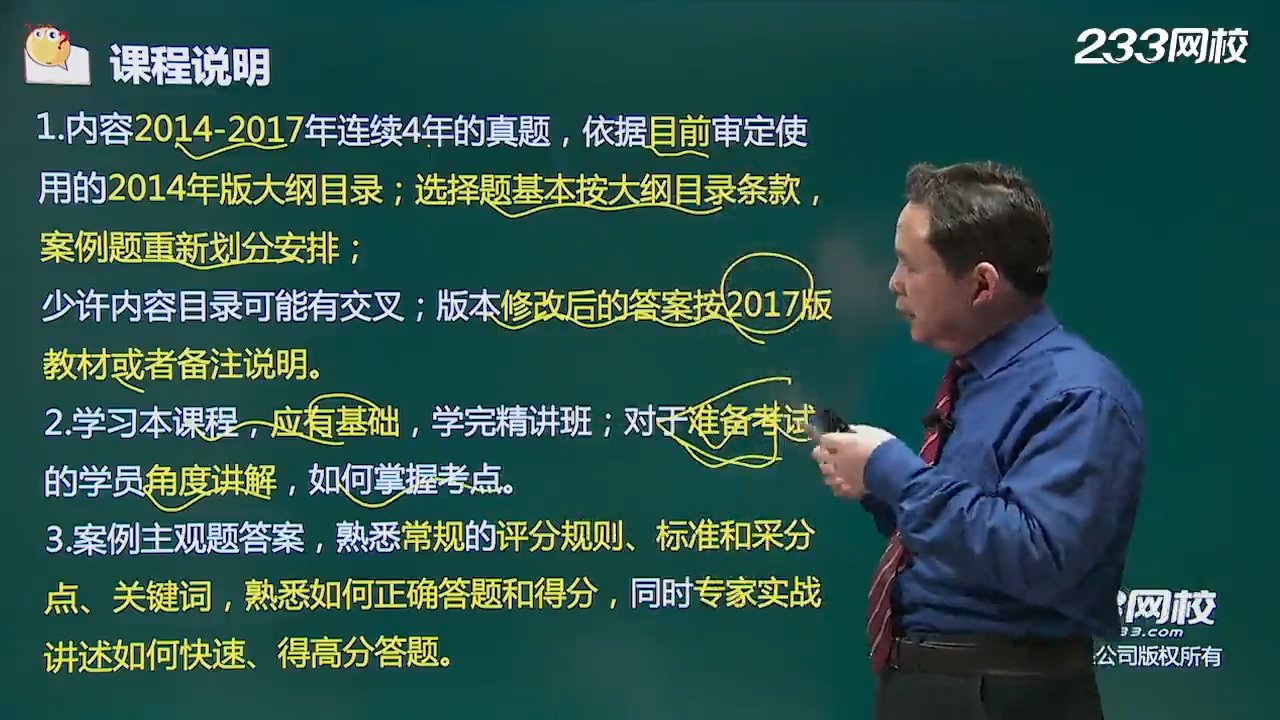 课程说明
233网校
1.内容2014-2017年连续4年的真题，依据目前审定使
用的2014年版大纲目录；选择题基本按大纲目录条款，
案例题重新划分安排；
少许内容目录可能有交叉；版本修改后的答案按2017版
教材或者备注说明。
2.学习本课程，应有基础，学完精讲班；对于准备考试
的学员角度讲解，如何掌握考点。
3.案例主观题答案，熟悉常规的评分规则、标准和采分
点、关键词，熟悉如何正确答题和得分，同时专家实战
讲述如何快速、得高分答题。
网校
33.com
公司版权所有